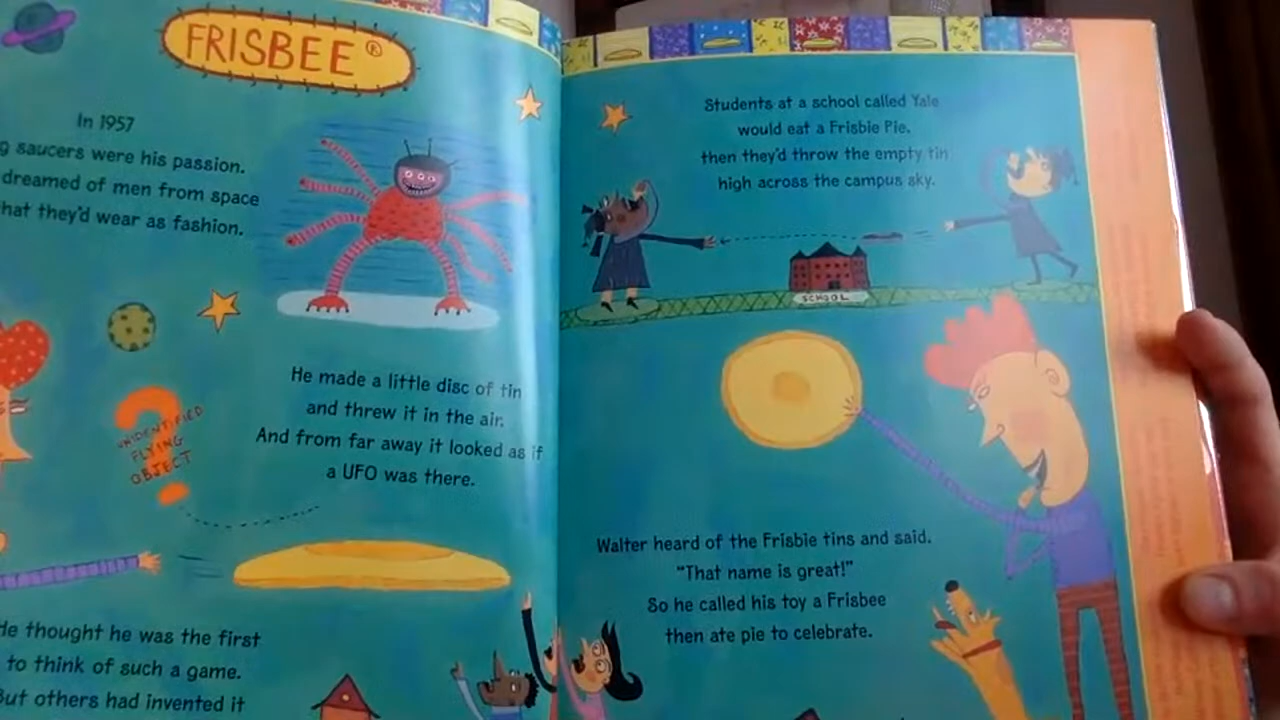 FRISBEE®
In 1957
saucers were his passion.
dreamed of men from space
they'd wear as fashion.
UNIDENTIFIED
FLYING
OBJECT
He made a little disc of tin
and threw it in the air.
And from far away it looked as if
a UFO was there.
He thought he was the first
to think of such a game.
But others had invented it
Students at a school called Yale
would eat a Frisbie Pie.
then they'd throw the empty tin
high across the campus sky.
SCHOOL
Walter heard of the Frisbie tins and said.
"That name is great!"
So he called his toy a Frisbee
then ate pie to celebrate.